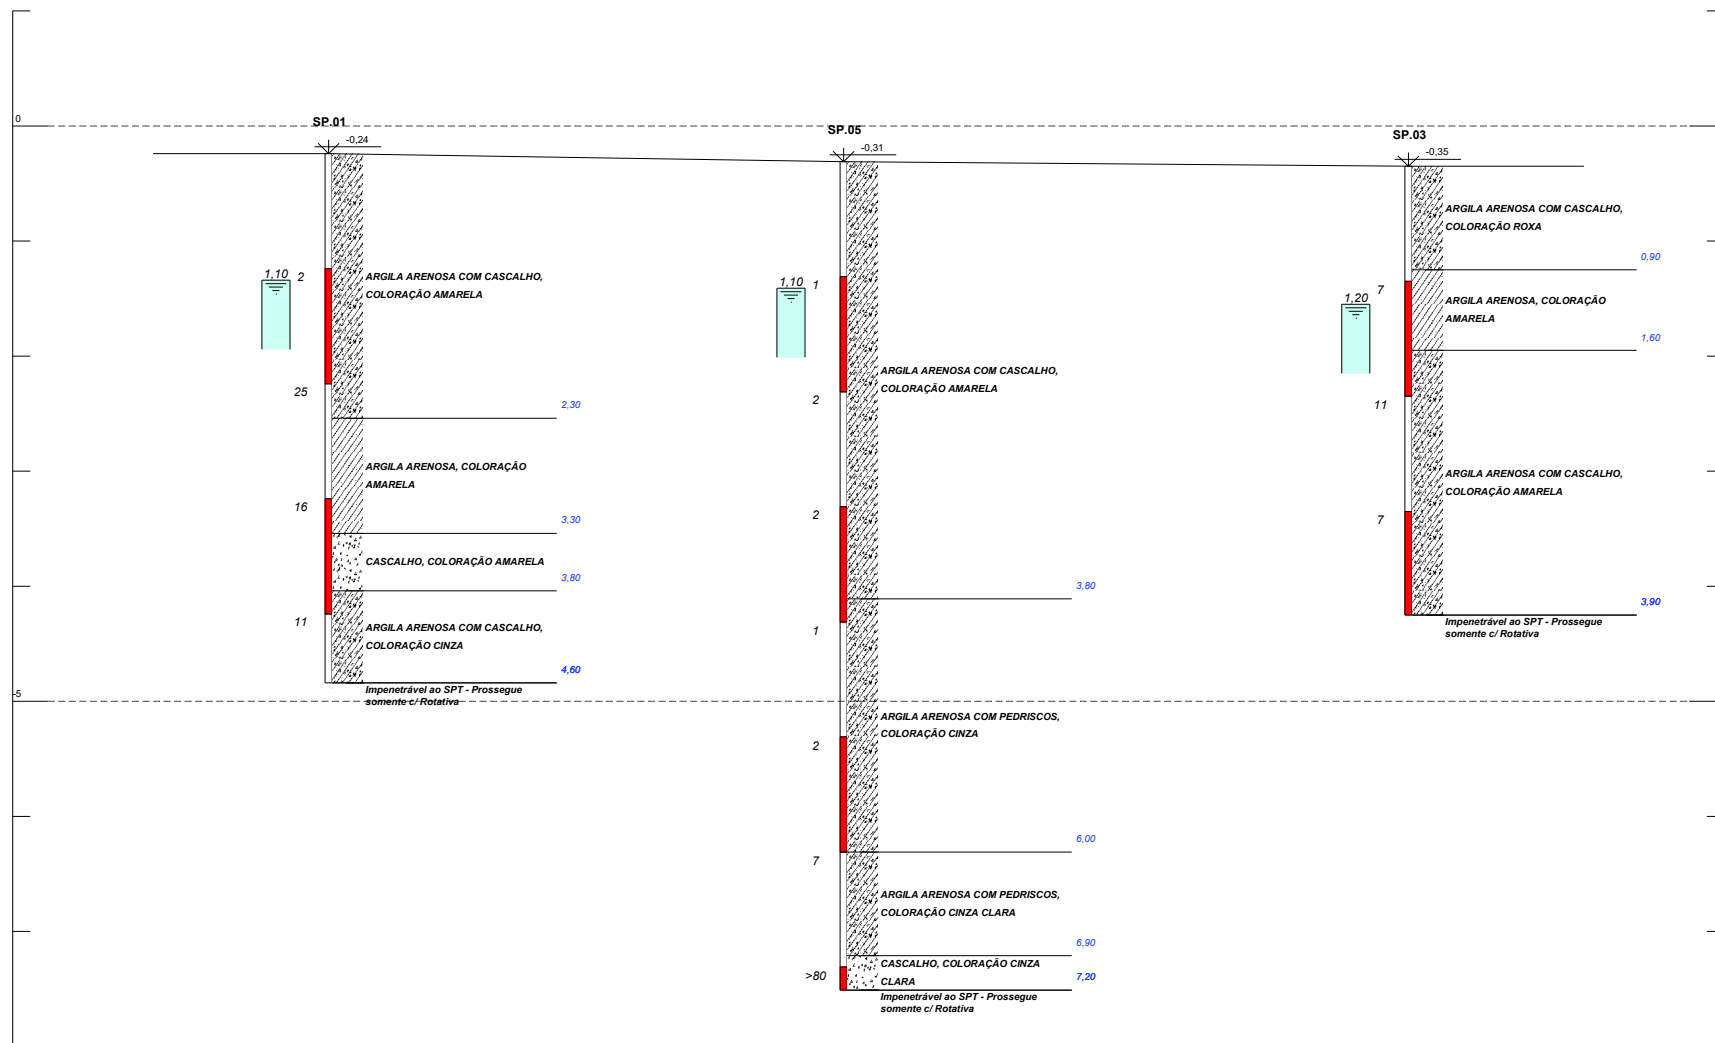 0
SP.01
-0,24
1,10
2
ARGILA ARENOSA COM CASCALHO,
COLORAÇÃO AMARELA
25
2,30
ARGILA ARENOSA, COLORAÇÃO
AMARELA
16
3,30
CASCALHO, COLORAÇÃO AMARELA
3,80
11
ARGILA ARENOSA COM CASCALHO,
COLORAÇÃO CINZA
4,60
Impenetrável ao SPT - Prossegue
somente c/ Rotativa
-5
SP.05
-0,31
1,10
1
ARGILA ARENOSA COM CASCALHO,
COLORAÇÃO AMARELA
2
2
3,80
1
ARGILA ARENOSA COM PEDRISCOS,
COLORAÇÃO CINZA
2
6,00
7
ARGILA ARENOSA COM PEDRISCOS,
COLORAÇÃO CINZA CLARA
6,90
CASCALHO, COLORAÇÃO CINZA
CLARA
>80
7,20
Impenetrável ao SPT - Prossegue
somente c/ Rotativa
SP.03
-0,35
ARGILA ARENOSA COM CASCALHO,
COLORAÇÃO ROXA
0,90
7
1,20
ARGILA ARENOSA, COLORAÇÃO
AMARELA
1,60
11
ARGILA ARENOSA COM CASCALHO,
COLORAÇÃO AMARELA
7
3,90
Impenetrável ao SPT - Prossegue
somente c/ Rotativa